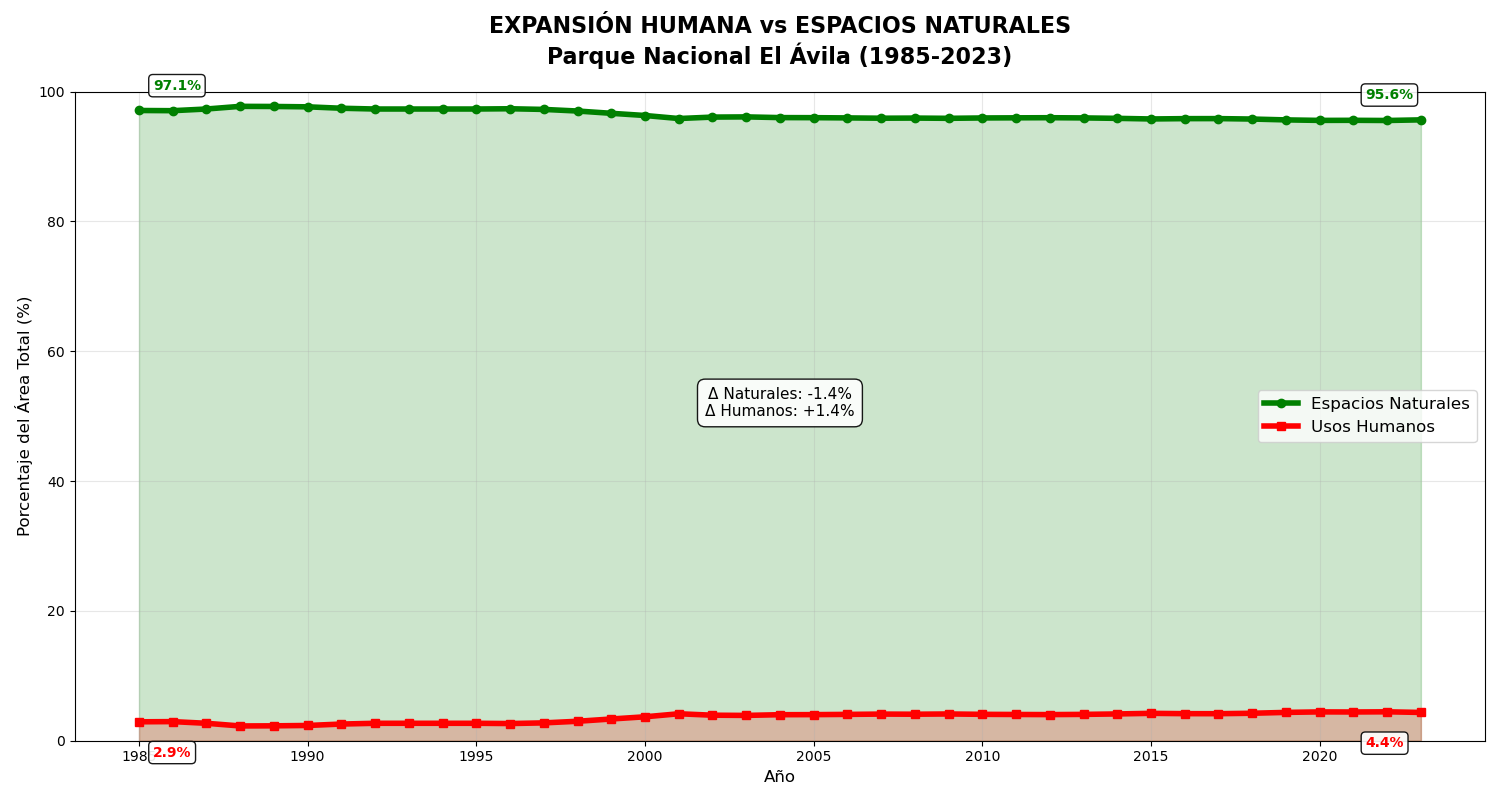 EXPANSIÓN HUMANA vs ESPACIOS NATURALES
Parque Nacional El Ávila (1985-2023)
97.1%
95.6%
100
80
60
40
20
0
Porcentaje del Área Total (%)
Δ Naturales: -1.4%
Δ Humanos: +1.4%
Espacios Naturales
Usos Humanos
2.9%
4.4%
198
1990
1995
2000
2005
2010
2015
2020
Año